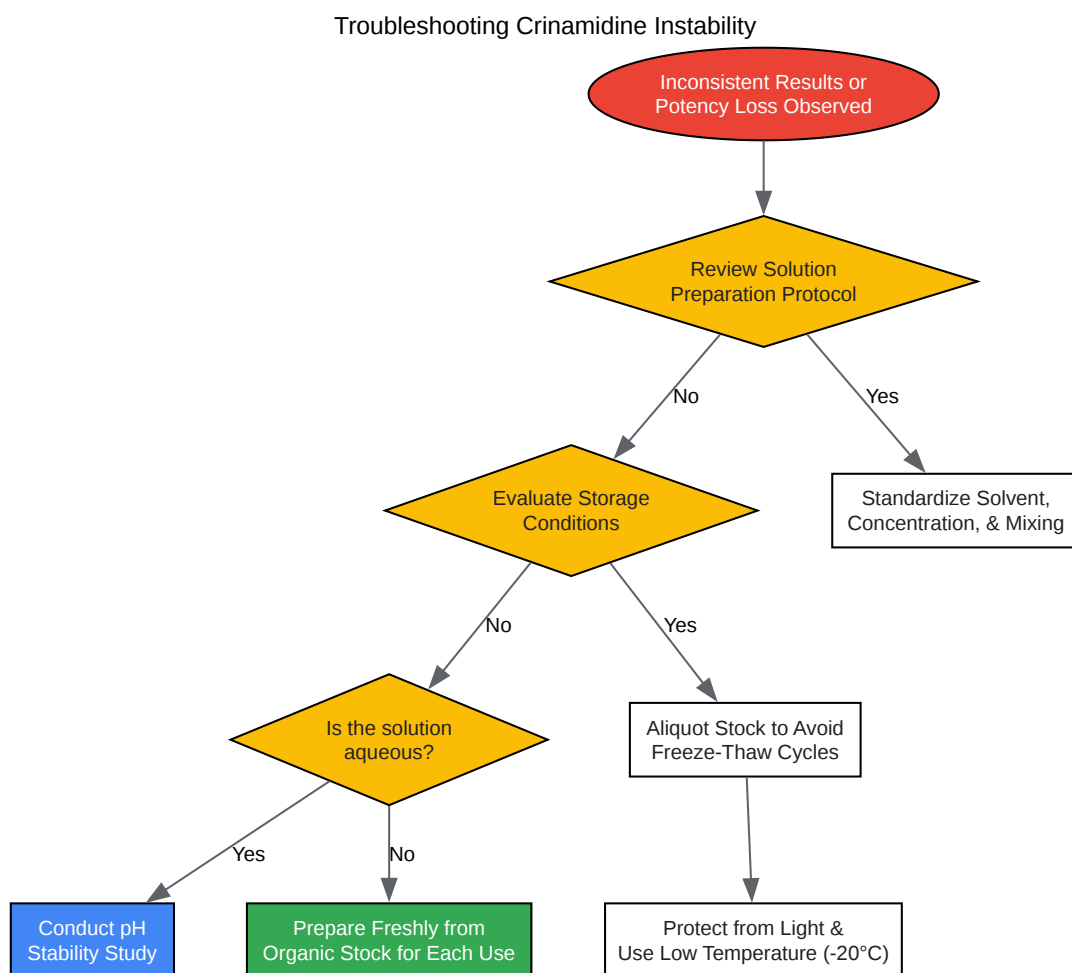 Troubleshooting Crinamidine Instability
Inconsistent Results or
Potency Loss Observed
Review Solution
Preparation Protocol
No
Yes
Evaluate Storage
Conditions
Standardize Solvent,
Concentration, & Mixing
No
Yes
Is the solution
aqueous?
Aliquot Stock to Avoid
Freeze-Thaw Cycles
Yes
No
Conduct pH
Stability Study
Prepare Freshly from
Organic Stock for Each Use
Protect from Light &
Use Low Temperature (-20°C)